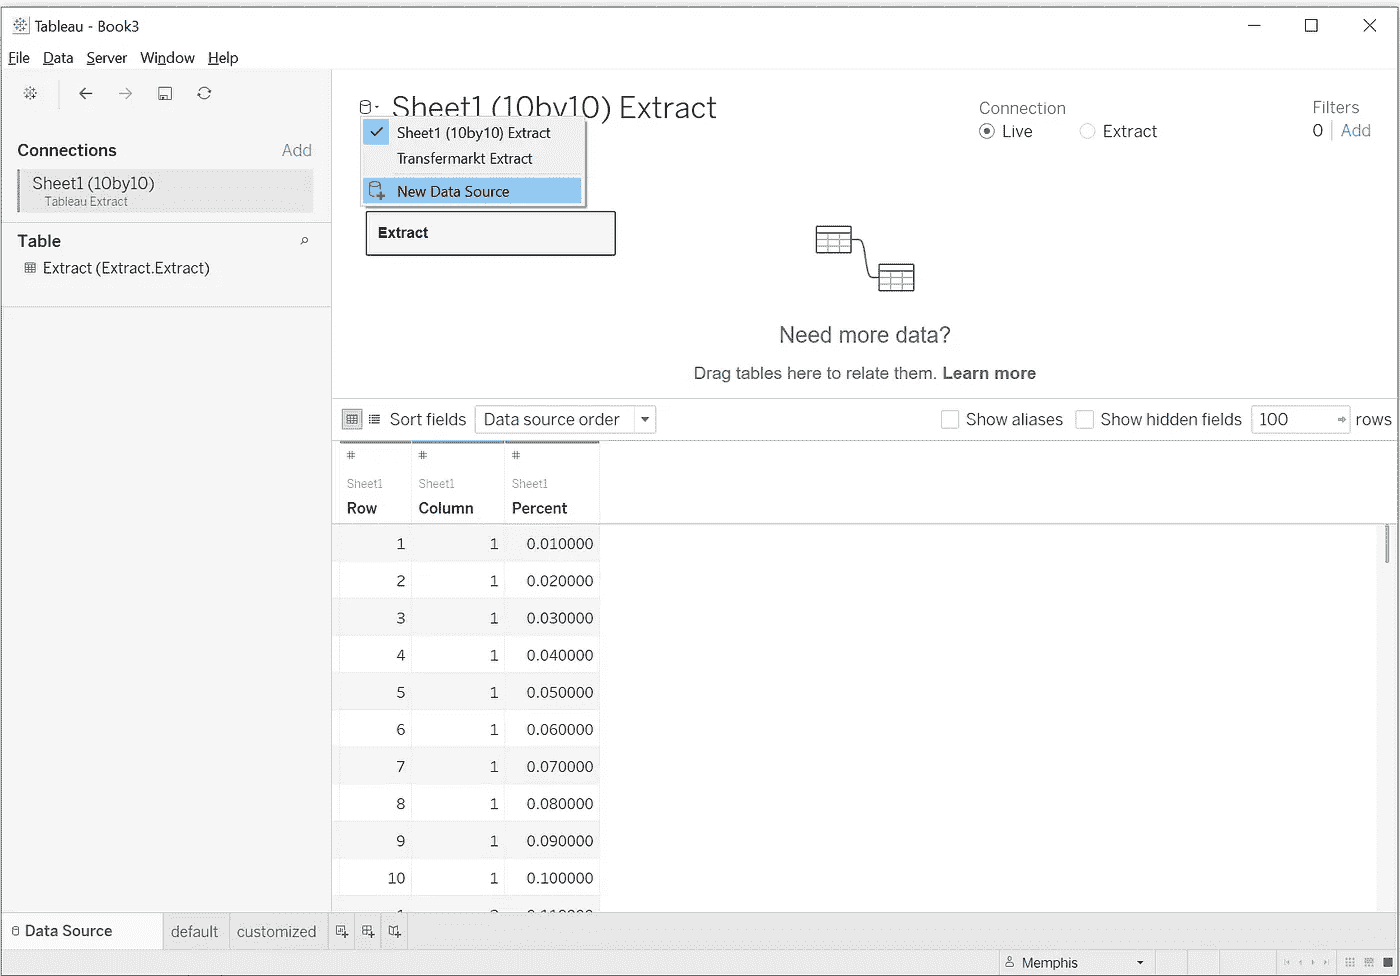 Tableau - Book3
File Data Server Window Help
Connections Add
Sheet1 (10by10)
Tableau Extract
Table
Extract (Extract.Extract)
Sheet1 (10by10) Extract
Sheet1 (10by10) Extract
Transfermarkt Extract
New Data Source
Extract
Connection
Live Extract
Filters
0 Add
Need more data?
Drag tables here to relate them. Learn more
Sort fields Data source order Show aliases Show hidden fields 100 rows
# # #
Sheet1 Sheet1 Sheet1
Row Column Percent
1 1 0.010000
2 1 0.020000
3 1 0.030000
4 1 0.040000
5 1 0.050000
6 1 0.060000
7 1 0.070000
8 1 0.080000
9 1 0.090000
10 1 0.100000
Data Source default customized
Memphis